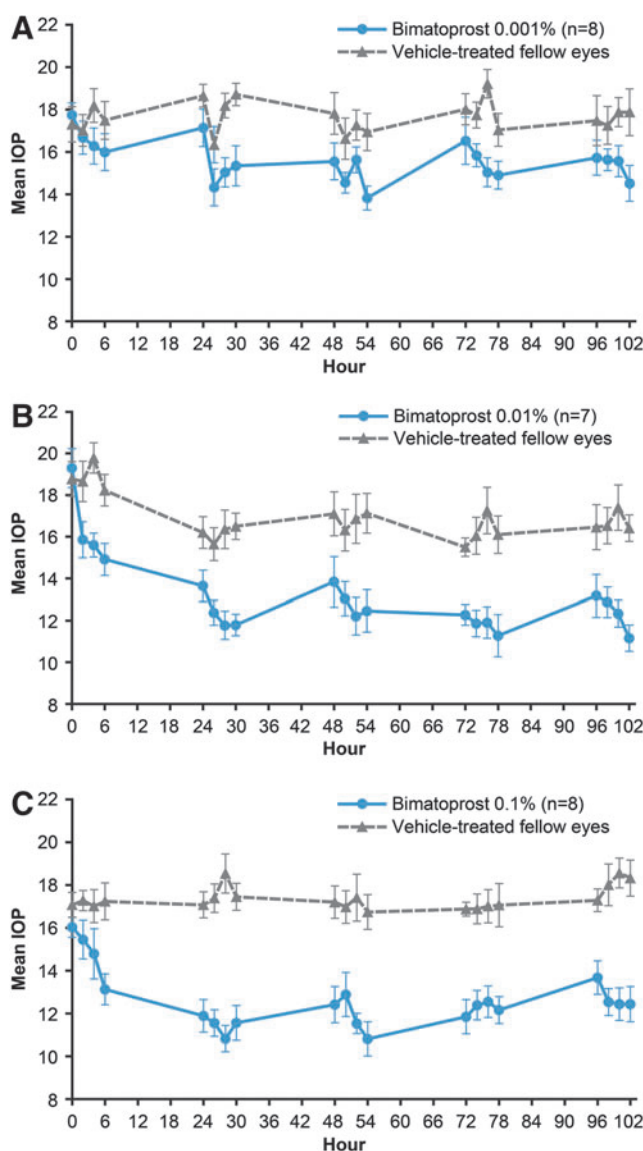 A
Bimatoprost 0.001% (n=8)
Vehicle-treated fellow eyes
Mean IOP
22
20
18
16
14
12
10
8
0 6 12 18 24 30 36 42 48 54 60 66 72 78 84 90 96 102
Hour
B
Bimatoprost 0.01% (n=7)
Vehicle-treated fellow eyes
Mean IOP
22
20
18
16
14
12
10
8
0 6 12 18 24 30 36 42 48 54 60 66 72 78 84 90 96 102
Hour
C
Bimatoprost 0.1% (n=8)
Vehicle-treated fellow eyes
Mean IOP
22
20
18
16
14
12
10
8
0 6 12 18 24 30 36 42 48 54 60 66 72 78 84 90 96 102
Hour